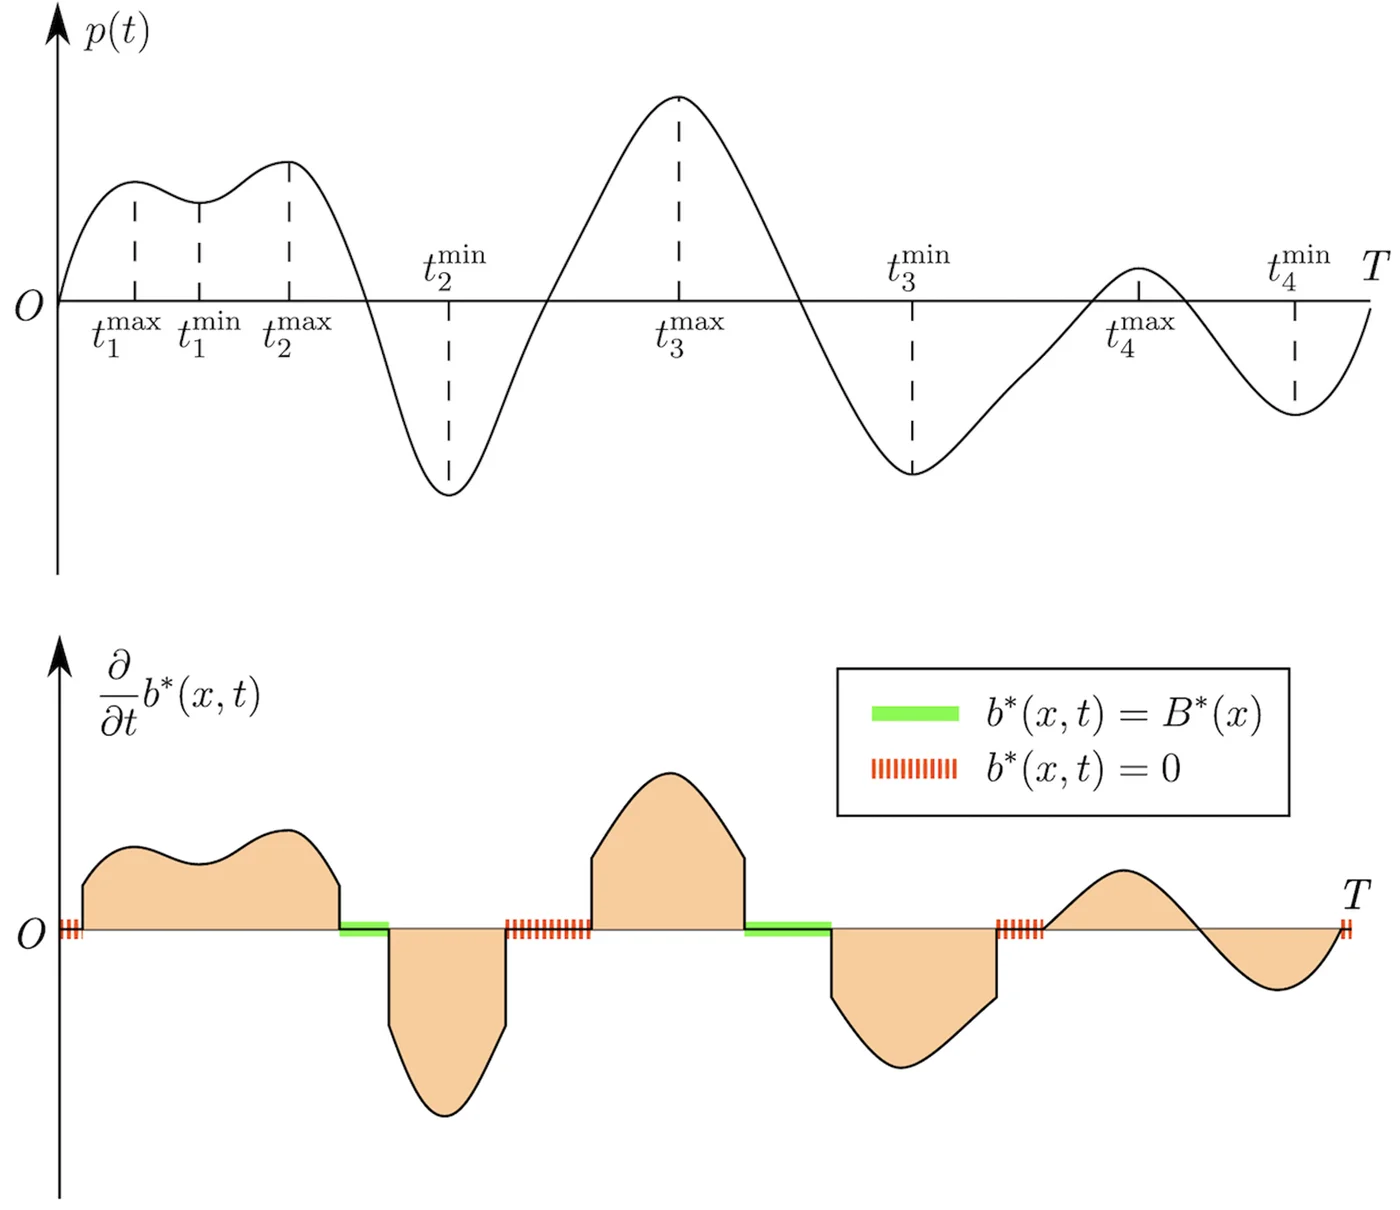 p(t)
t_2^min t_3^min t_4^min T
O
t_1^max t_1^min t_2^max t_3^max t_4^max
∂/∂t b*(x, t)
b*(x, t) = B*(x)
b*(x, t) = 0
T
O